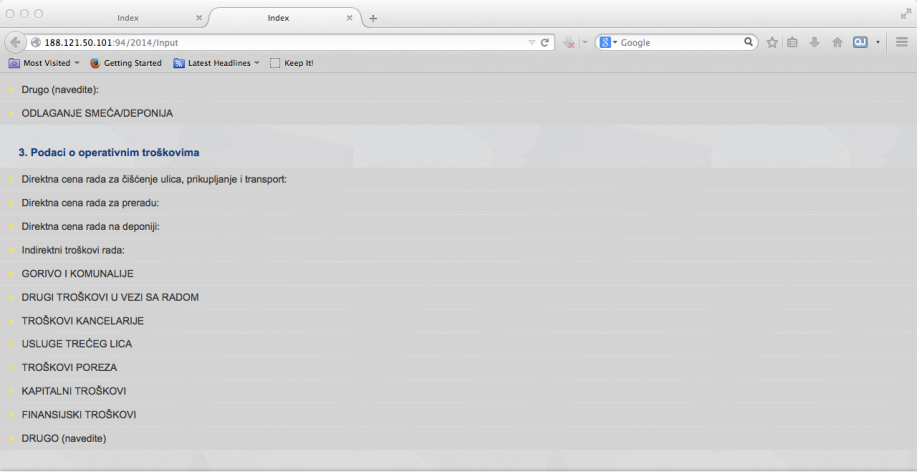 Index
Index
188.121.50.101:94/2014/Input
Google
Most Visited
Getting Started
Latest Headlines
Keep It!
Drugo (navedite):
ODLAGANJE SMEĆA/DEPONIJA
3. Podaci o operativnim troškovima
Direktna cena rada za čišćenje ulica, prikupljanje i transport:
Direktna cena rada za preradu:
Direktna cena rada na deponiji:
Indirektni troškovi rada:
GORIVO I KOMUNALIJE
DRUGI TROŠKOVI U VEZI SA RADOM
TROŠKOVI KANCELARIJE
USLUGE TREĆEG LICA
TROŠKOVI POREZA
KAPITALNI TROŠKOVI
FINANSIJSKI TROŠKOVI
DRUGO (navedite)